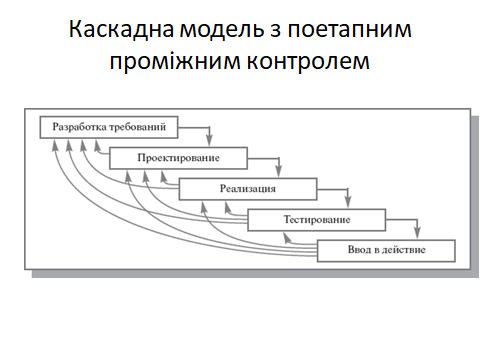 Каскадна модель з поетапним
проміжним контролем
Разработка требований
Проектирование
Реализация
Тестирование
Ввод в действие